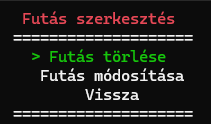 Futás szerkesztés
====================
> Futás törlése
Futás módosítása
Vissza
====================